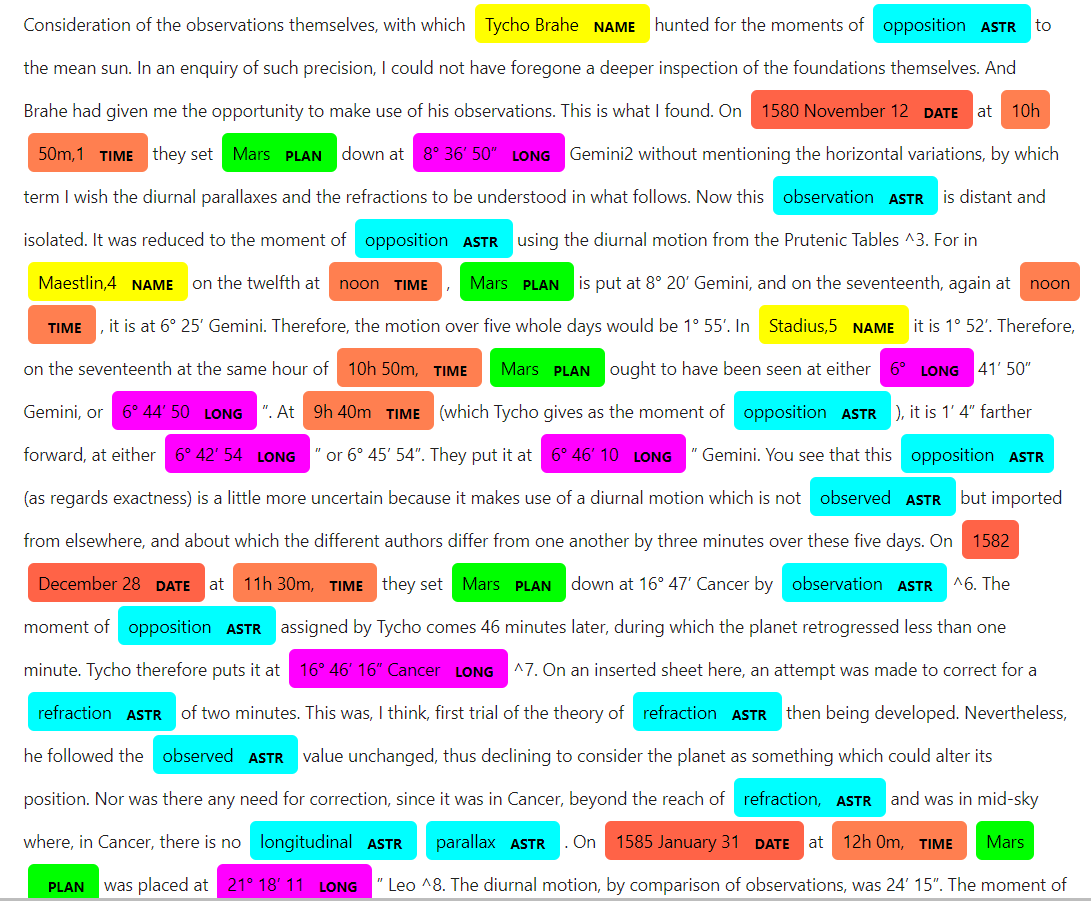 Consideration of the observations themselves, with which Tycho Brahe NAME hunted for the moments of opposition ASTR to
the mean sun. In an enquiry of such precision, I could not have foregone a deeper inspection of the foundations themselves. And
Brahe had given me the opportunity to make use of his observations. This is what I found. On 1580 November 12 DATE at 10h
50m,1 TIME they set Mars PLAN down at 8° 36′ 50″ LONG Gemini2 without mentioning the horizontal variations, by which
term I wish the diurnal parallaxes and the refractions to be understood in what follows. Now this observation ASTR is distant and
isolated. It was reduced to the moment of opposition ASTR using the diurnal motion from the Prutenic Tables ^3. For in
Maestlin,4 NAME on the twelfth at noon TIME , Mars PLAN is put at 8° 20′ Gemini, and on the seventeenth, again at noon
TIME , it is at 6° 25′ Gemini. Therefore, the motion over five whole days would be 1° 55′. In Stadius,5 NAME it is 1° 52′. Therefore,
on the seventeenth at the same hour of 10h 50m, TIME Mars PLAN ought to have been seen at either 6° LONG 41′ 50″
Gemini, or 6° 44′ 50 LONG ″. At 9h 40m TIME (which Tycho gives as the moment of opposition ASTR ), it is 1′ 4″ farther
forward, at either 6° 42′ 54 LONG ″ or 6° 45′ 54″. They put it at 6° 46′ 10 LONG ″ Gemini. You see that this opposition ASTR
(as regards exactness) is a little more uncertain because it makes use of a diurnal motion which is not observed ASTR but imported
from elsewhere, and about which the different authors differ from one another by three minutes over these five days. On 1582
December 28 DATE at 11h 30m, TIME they set Mars PLAN down at 16° 47′ Cancer by observation ASTR ^6. The
moment of opposition ASTR assigned by Tycho comes 46 minutes later, during which the planet retrogressed less than one
minute. Tycho therefore puts it at 16° 46′ 16″ Cancer LONG ^7. On an inserted sheet here, an attempt was made to correct for a
refraction ASTR of two minutes. This was, I think, first trial of the theory of refraction ASTR then being developed. Nevertheless,
he followed the observed ASTR value unchanged, thus declining to consider the planet as something which could alter its
position. Nor was there any need for correction, since it was in Cancer, beyond the reach of refraction, ASTR and was in mid-sky
where, in Cancer, there is no longitudinal ASTR parallax ASTR . On 1585 January 31 DATE at 12h 0m, TIME Mars
PLAN was placed at 21° 18′ 11 LONG ″ Leo ^8. The diurnal motion, by comparison of observations, was 24′ 15″. The moment of